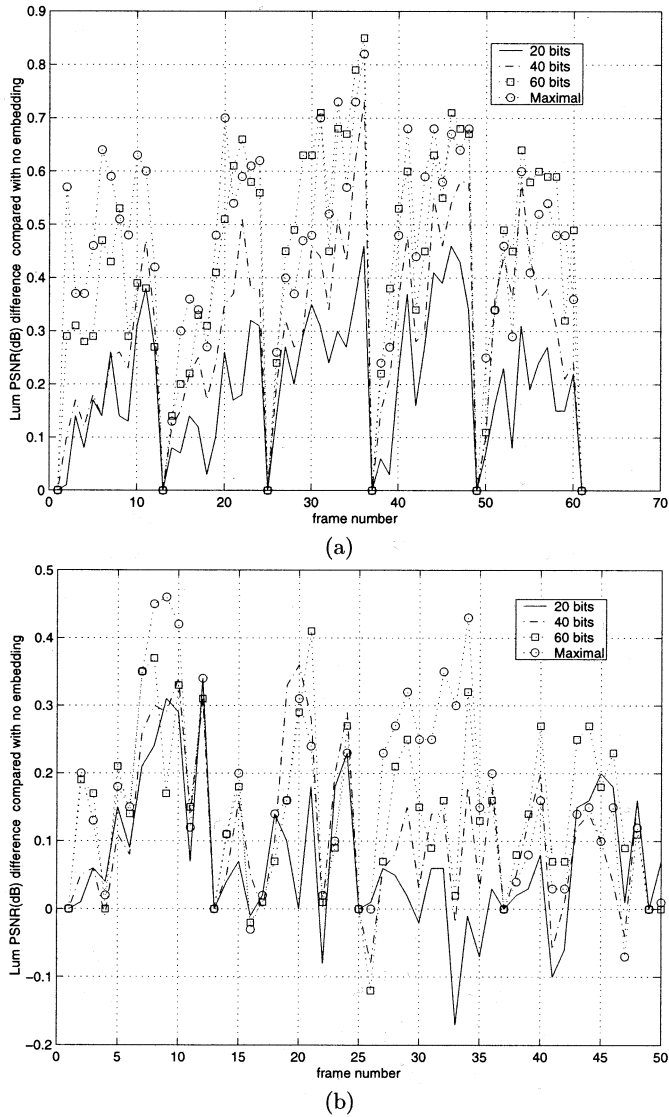 0.9
0.8
0.7
0.6
0.5
0.4
0.3
0.2
0.1
0
Lum PSNR(dB) difference compared with no embedding
20 bits
40 bits
60 bits
Maximal
0 10 20 30 40 50 60 70
frame number
(a)
0.5
0.4
0.3
0.2
0.1
0
−0.1
−0.2
Lum PSNR(dB) difference compared with no embedding
20 bits
40 bits
60 bits
Maximal
0 5 10 15 20 25 30 35 40 45 50
frame number
(b)